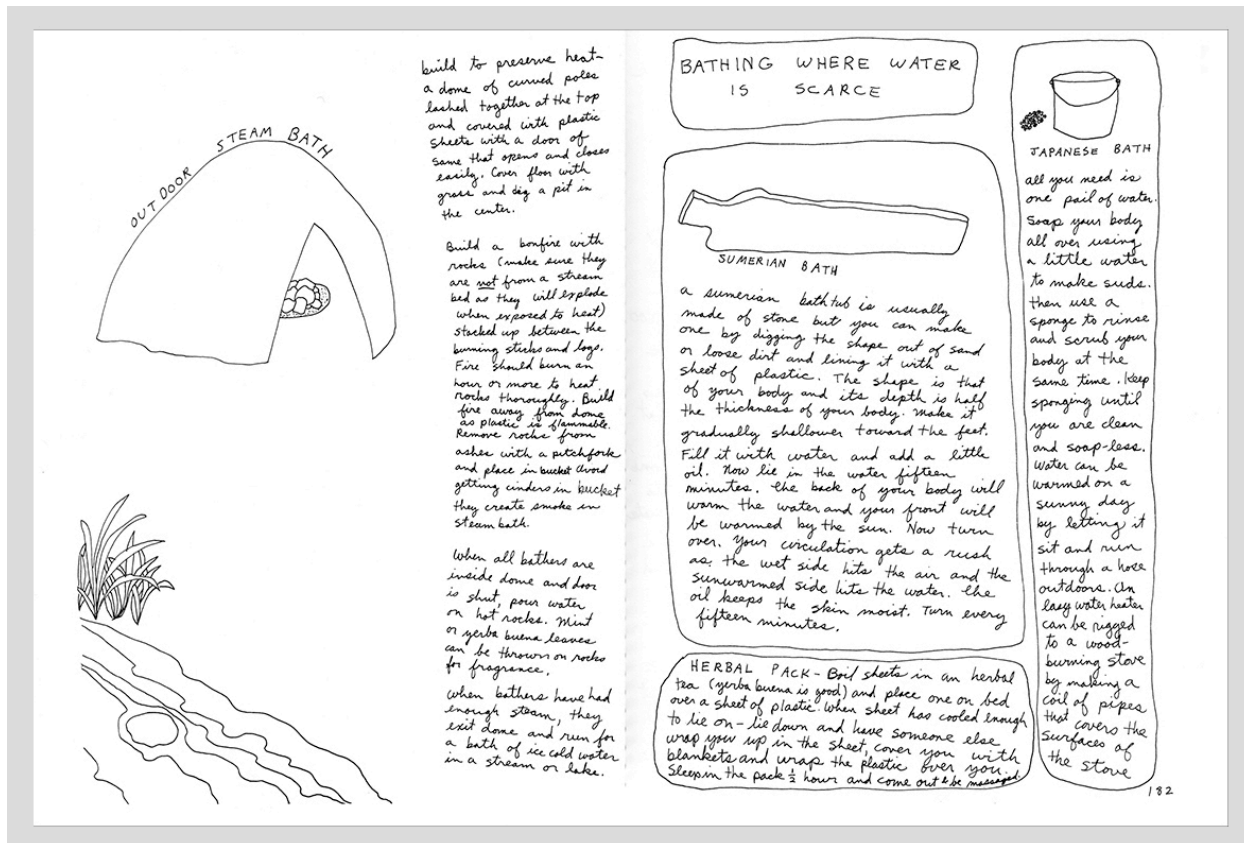 OUTDOOR STEAM BATH
build to preserve heat-
a dome of curved poles
lashed together at the top
and covered with plastic
sheets with a door of
same that opens and closes
easily. Cover floor with
grass and dig a pit in
the center.
Build a bonfire with
rocks (make sure they
are not from a stream
bed as they will explode
when exposed to heat)
stacked up between the
burning sticks and logs.
Fire should burn an
hour or more to heat
rocks thoroughly. Build
fire away from dome
as plastic is flammable.
Remove rocks from
ashes with a pitchfork
and place in bucket avoid
getting cinders in bucket
they create smoke in
steambath.
When all bathers are
inside dome and door
is shut, pour water
on hot rocks. Mint
or yerba buena leaves
can be thrown on rocks
for fragrance.
When bathers have had
enough steam, they
exit dome and run for
a bath of ice cold water
in a stream or lake.
BATHING WHERE WATER
IS SCARCE
SUMERIAN BATH
a sumerian bathtub is usually
made of stone but you can make
one by digging the shape out of sand
or loose dirt and lining it with a
sheet of plastic. The shape is that
of your body and its depth is half
the thickness of your body. Make it
gradually shallower toward the feet.
Fill it with water and add a little
oil. Now lie in the water fifteen
minutes. The back of your body will
warm the water and your front will
be warmed by the sun. Now turn
over. Your circulation gets a rush
as the wet side hits the air and the
sunwarmed side hits the water. The
oil keeps the skin moist. Turn every
fifteen minutes.
HERBAL PACK - Boil sheets in an herbal
tea (yerba buena is good) and place one on bed
over a sheet of plastic. When sheet has cooled enough
to lie on - lie down and have someone else
wrap you up in the sheet, cover you with
blankets and wrap the plastic over you.
Sleep in the pack ½ hour and come out & be massaged.
JAPANESE BATH
all you need is
one pail of water.
Soap your body
all over using
a little water
to make suds.
Then use a
sponge to rinse
and scrub your
body at the
same time. Keep
sponging until
you are clean
and soap-less.
Water can be
warmed on a
sunny day
by letting it
sit and run
through a hose
outdoors. An
easy water heater
can be rigged
to a wood-
burning stove
by making a
coil of pipes
that covers the
surfaces of
the stove
182